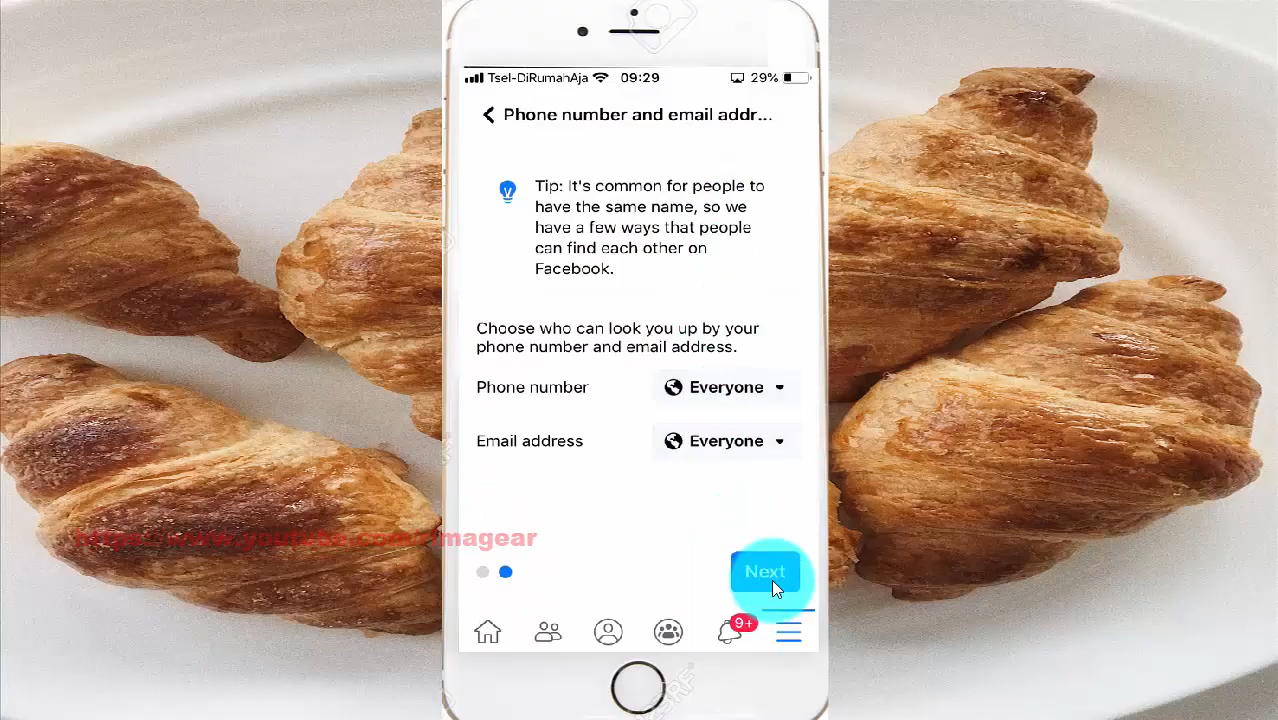 Tsel-DiRumahAja 09:29 29%
Phone number and email addr...
Tip: It's common for people to
have the same name, so we
have a few ways that people
can find each other on
Facebook.
Choose who can look you up by your
phone number and email address.
Phone number Everyone
Email address Everyone
https://www.youtube.com/rimagear
Next
9+